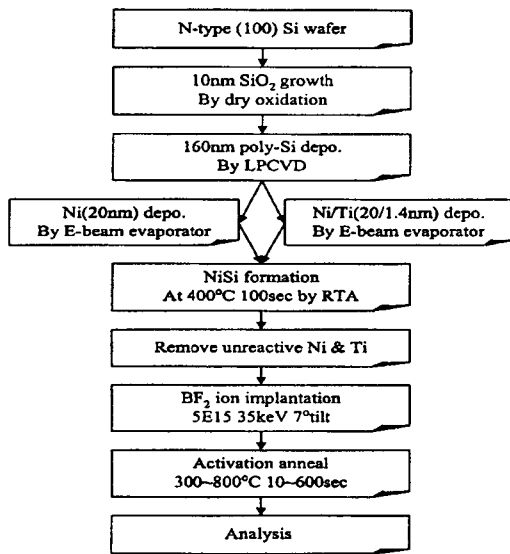 N-type (100) Si wafer
10nm SiO₂ growth
By dry oxidation
160nm poly-Si depo.
By LPCVD
Ni(20nm) depo.
By E-beam evaporator
Ni/Ti(20/1.4nm) depo.
By E-beam evaporator
NiSi formation
At 400°C 100sec by RTA
Remove unreactive Ni & Ti
BF₂ ion implantation
5E15 35keV 7°tilt
Activation anneal
300~800°C 10~600sec
Analysis